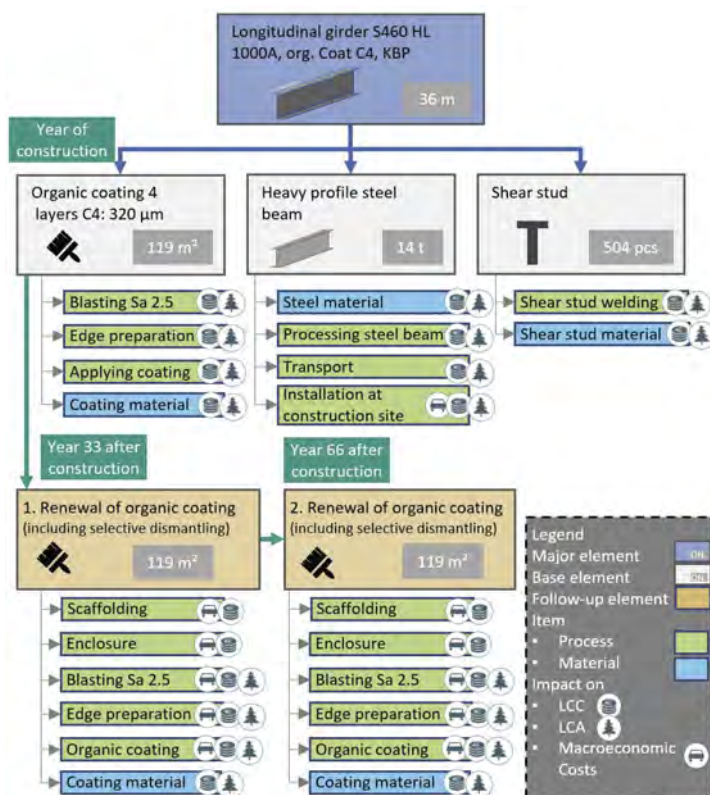 Longitudinal girder S460 HL
1000A, org. Coat C4, KBP
36 m
Year of
construction
Organic coating 4
layers C4: 320 µm
119 m²
Heavy profile steel
beam
14 t
Shear stud
504 pcs
Blasting Sa 2.5
Edge preparation
Applying coating
Coating material
Steel material
Processing steel beam
Transport
Installation at
construction site
Shear stud welding
Shear stud material
Year 33 after
construction
Year 66 after
construction
1. Renewal of organic coating
(including selective dismantling)
119 m²
2. Renewal of organic coating
(including selective dismantling)
119 m²
Scaffolding
Enclosure
Blasting Sa 2.5
Edge preparation
Organic coating
Coating material
Scaffolding
Enclosure
Blasting Sa 2.5
Edge preparation
Organic coating
Coating material
Legend
Major element
Base element
Follow-up element
Item
▪ Process
▪ Material
Impact on
▪ LCC
▪ LCA
▪ Macroeconomic
Costs